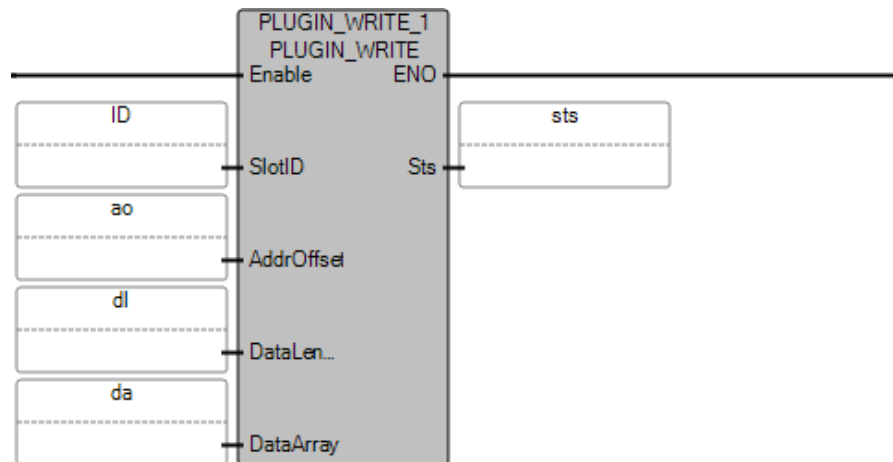 PLUGIN_WRITE_1
PLUGIN_WRITE
Enable ENO
ID
sts
SlotID Sts
ao
AddrOffset
dl
DataLen...
da
DataArray